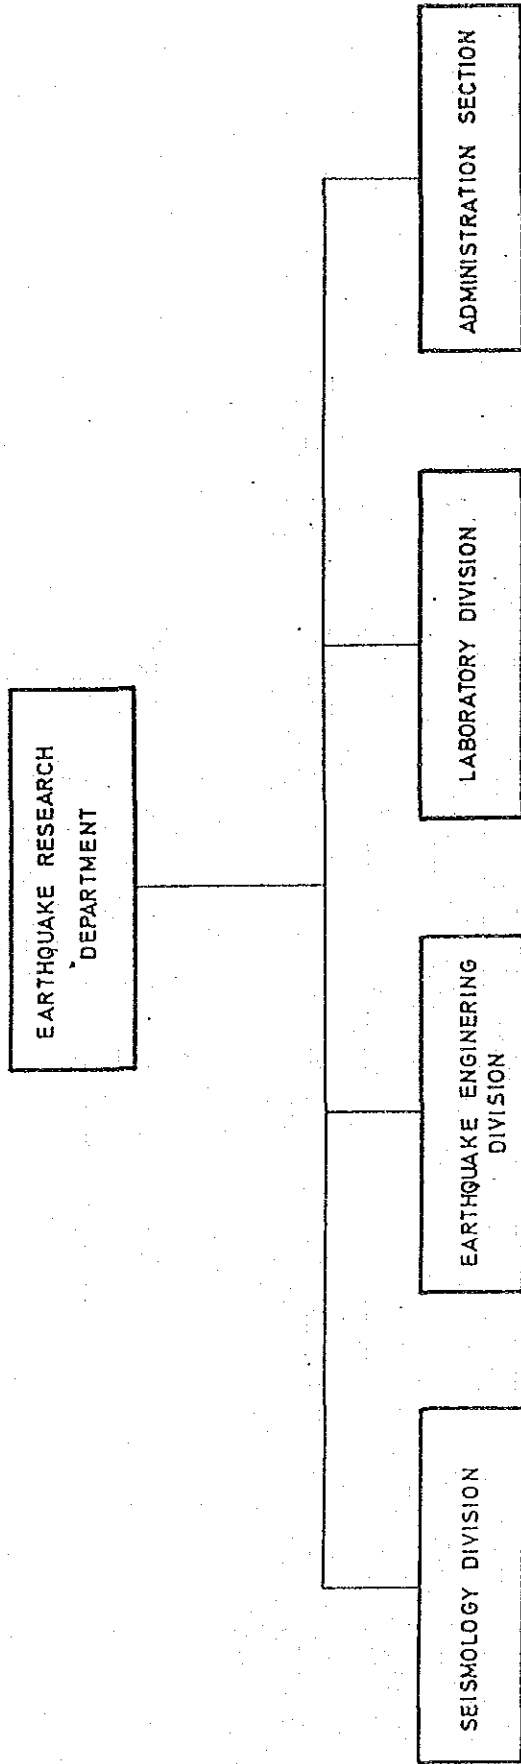 EARTHQUAKE RESEARCH
DEPARTMENT
SEISMOLOGY DIVISION
EARTHQUAKE ENGINERING
DIVISION
LABORATORY DIVISION
ADMINISTRATION SECTION